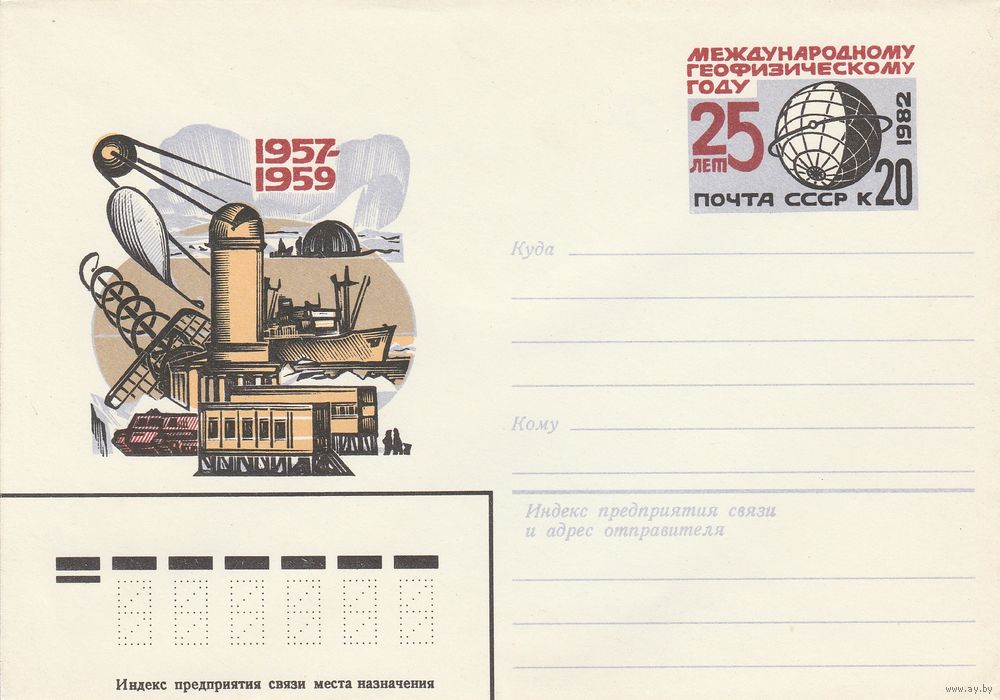 МЕЖДУНАРОДНОМУ
ГЕОФИЗИЧЕСКОМУ
ГОДУ
25
ЛЕТ
1982
ПОЧТА СССР К 20
1957-
1959
Куда
Кому
Индекс предприятия связи
и адрес отправителя
Индекс предприятия связи места назначения
www.ay.by